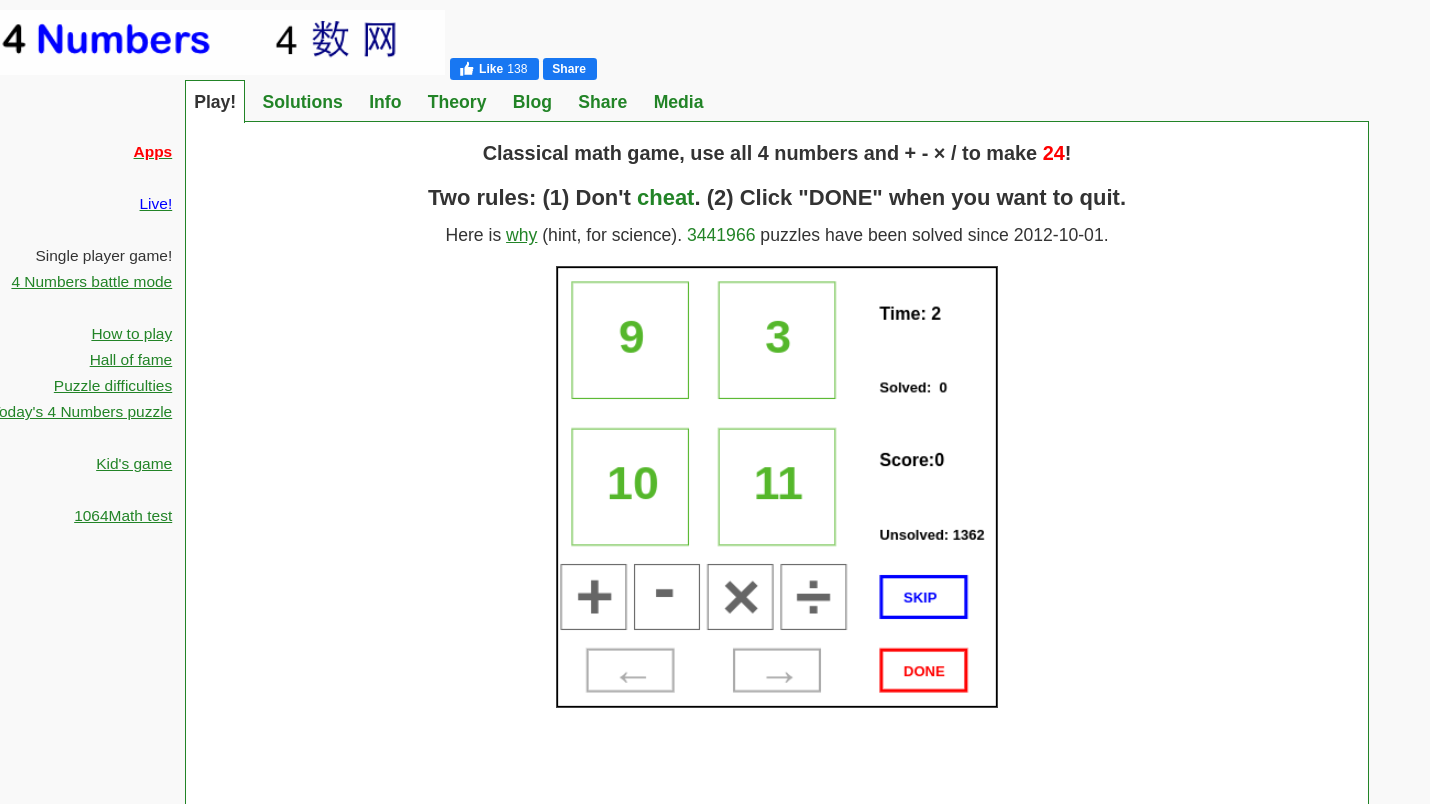 4 Numbers 4 数 网
Like 138 Share
Play! Solutions Info Theory Blog Share Media
Apps
Live!
Single player game!
4 Numbers battle mode
How to play
Hall of fame
Puzzle difficulties
oday's 4 Numbers puzzle
Kid's game
1064Math test
Classical math game, use all 4 numbers and + - × / to make 24!
Two rules: (1) Don't cheat. (2) Click "DONE" when you want to quit.
Here is why (hint, for science). 3441966 puzzles have been solved since 2012-10-01.
9 3
Time: 2
Solved: 0
10 11
Score:0
Unsolved: 1362
+ - × ÷
SKIP
← →
DONE